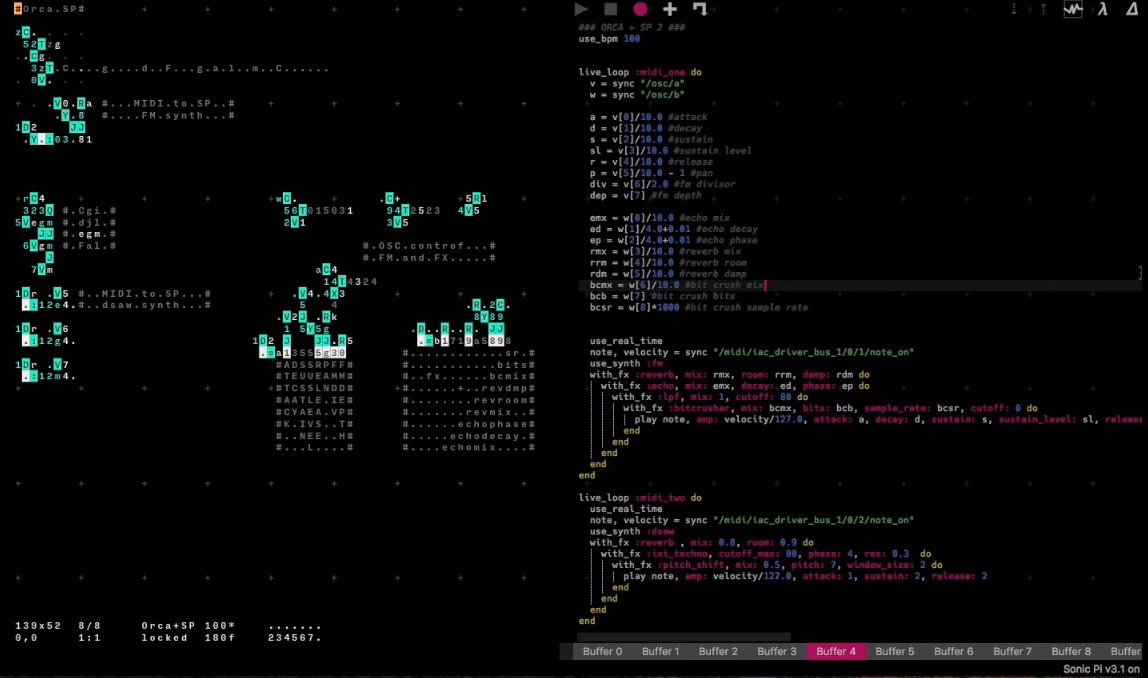 #Orca.SP#
zC.
52Tzg
.Cg.
3zT.C...g...d..F..g.a.l..m..C......
0V.
.V0.Ra #...MIDI.to.SP..#
.Y.8 #....FM.synth...#
1D2 JJ
.Y.:03.81
rC4 wC. .C+ 5Rl
323Q #.Cgi.# 56T015031 94T2523 4V5
5Vegm #.djl.# 2V1 3V5
JJ #.egm.#
6Vgm #.Fal.# #.OSC.controf...#
#.FM.and.FX.....#
7Vm aC4
14T4324
1Dr .V5 #..MIDI.to.SP...# .V4.4X3
.:12e4. #..dsaw.synth...# 5 4 .R.2C.
.V2J .Rk 8Y89
1Dr .V6 1 5Y5g .D..R..R. JJ
.:12g4. 1D2 J JJ.R5 .=b1719a5898
.=a13555g30 #............sr.#
1Dr .V7 #ADSSRPFF# #...........bits#
.:12m4. #TEUUEAMM# #..fx.....bcmix#
#TCSSLNDD# #........revdmp#
#AATLE.IE# #.......revroom#
#CYAEA.VP# #........revmix.#
#K.IVS..T# #......echophase#
#..NEE..H# #.....echodecay.#
#...L....# #.....echomix....#
139x52 8/8 Orca+SP 100* .......
0,0 1:1 locked 180f 234567.
### ORCA + SP 2 ###
use_bpm 100
live_loop :midi_one do
v = sync "/osc/a"
w = sync "/osc/b"
a = v[0]/10.0 #attack
d = v[1]/10.0 #decay
s = v[2]/10.0 #sustain
sl = v[3]/10.0 #sustain level
r = v[4]/10.0 #release
p = v[5]/10.0 - 1 #pan
div = v[6]/2.0 #fm divisor
dep = v[7] #fm depth
emx = w[0]/10.0 #echo mix
ed = w[1]/4.0+0.01 #echo decay
ep = w[2]/4.0+0.01 #echo phase
rmx = w[3]/10.0 #reverb mix
rrm = w[4]/10.0 #reverb room
rdm = w[5]/10.0 #reverb damp
bcmx = w[6]/10.0 #bit crush mix
bcb = w[7] #bit crush bits
bcsr = w[8]*1000 #bit crush sample rate
use_real_time
note, velocity = sync "/midi/iac_driver_bus_1/0/1/note_on"
use_synth :fm
with_fx :reverb, mix: rmx, room: rrm, damp: rdm do
with_fx :echo, mix: emx, decay: ed, phase: ep do
with_fx :lpf, mix: 1, cutoff: 80 do
with_fx :bitcrusher, mix: bcmx, bits: bcb, sample_rate: bcsr, cutoff: 0 do
play note, amp: velocity/127.0, attack: a, decay: d, sustain: s, sustain_level: sl, release
end
end
end
end
end
live_loop :midi_two do
use_real_time
note, velocity = sync "/midi/iac_driver_bus_1/0/2/note_on"
use_synth :dsaw
with_fx :reverb , mix: 0.8, room: 0.9 do
with_fx :ixi_techno, cutoff_max: 80, phase: 4, res: 0.3 do
with_fx :pitch_shift, mix: 0.5, pitch: 7, window_size: 2 do
play note, amp: velocity/127.0, attack: 1, sustain: 2, release: 2
end
end
end
end
Buffer 0 Buffer 1 Buffer 2 Buffer 3 Buffer 4 Buffer 5 Buffer 6 Buffer 7 Buffer 8 Buffer
Sonic Pi v3.1 on